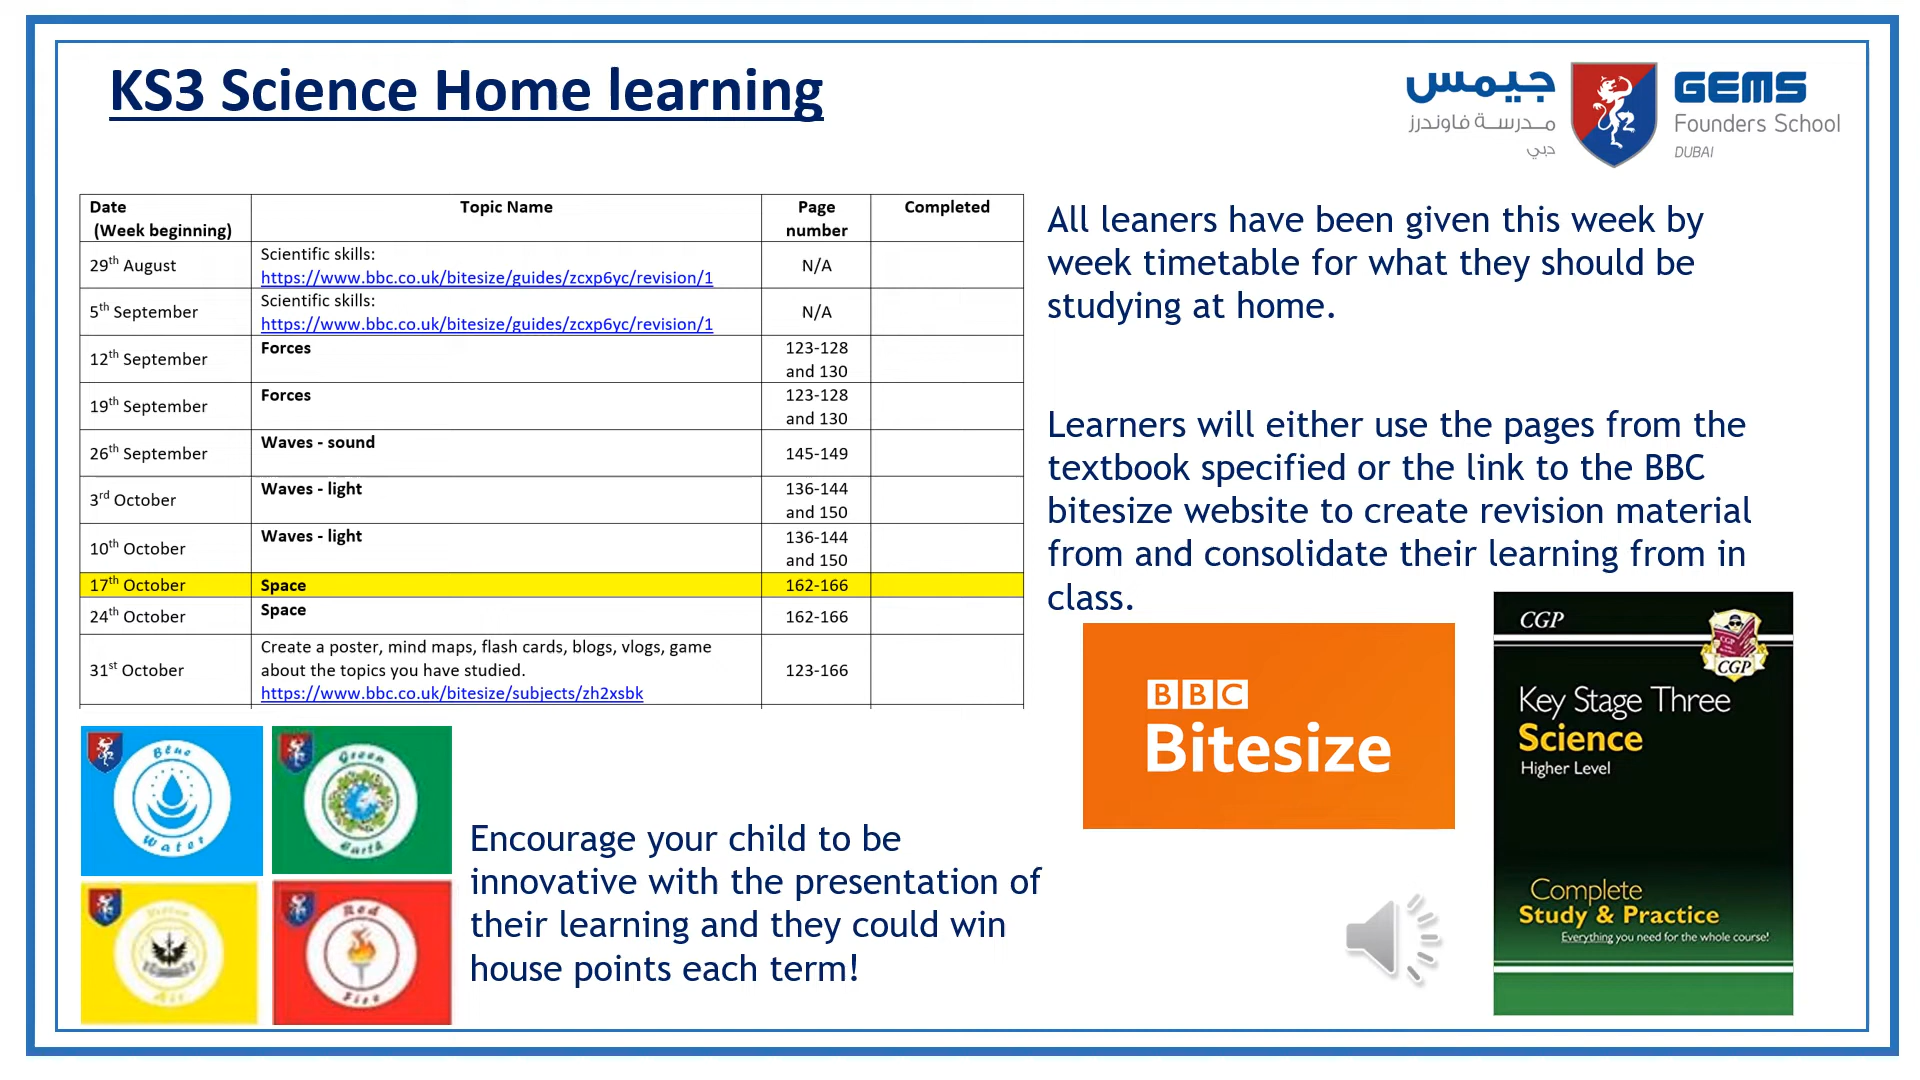 KS3 Science Home learning
جيمس
مدرسة فاوندرز
دبي
GEMS
Founders School
DUBAI
Date (Week beginning) Topic Name Page number Completed
29th August Scientific skills: https://www.bbc.co.uk/bitesize/guides/zcxp6yc/revision/1 N/A
5th September Scientific skills: https://www.bbc.co.uk/bitesize/guides/zcxp6yc/revision/1 N/A
12th September Forces 123-128 and 130
19th September Forces 123-128 and 130
26th September Waves - sound 145-149
3rd October Waves - light 136-144 and 150
10th October Waves - light 136-144 and 150
17th October Space 162-166
24th October Space 162-166
31st October Create a poster, mind maps, flash cards, blogs, vlogs, game about the topics you have studied. https://www.bbc.co.uk/bitesize/subjects/zh2xsbk 123-166
All leaners have been given this week by
week timetable for what they should be
studying at home.
Learners will either use the pages from the
textbook specified or the link to the BBC
bitesize website to create revision material
from and consolidate their learning from in
class.
BBC
Bitesize
CGP
CGP
Key Stage Three
Science
Higher Level
Complete
Study & Practice
Everything you need for the whole course!
Blue
Water
Green
Earth
Air
Red
Fire
Encourage your child to be
innovative with the presentation of
their learning and they could win
house points each term!